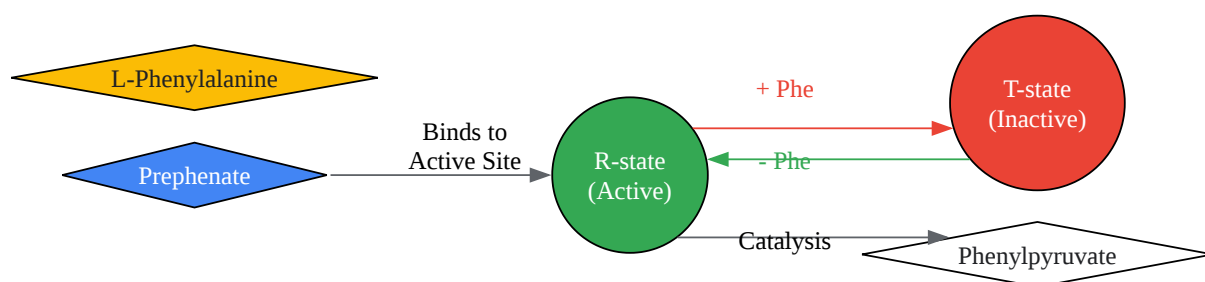 L-Phenylalanine
Prephenate
Binds to
Active Site
R-state
(Active)
+ Phe
- Phe
T-state
(Inactive)
Catalysis
Phenylpyruvate